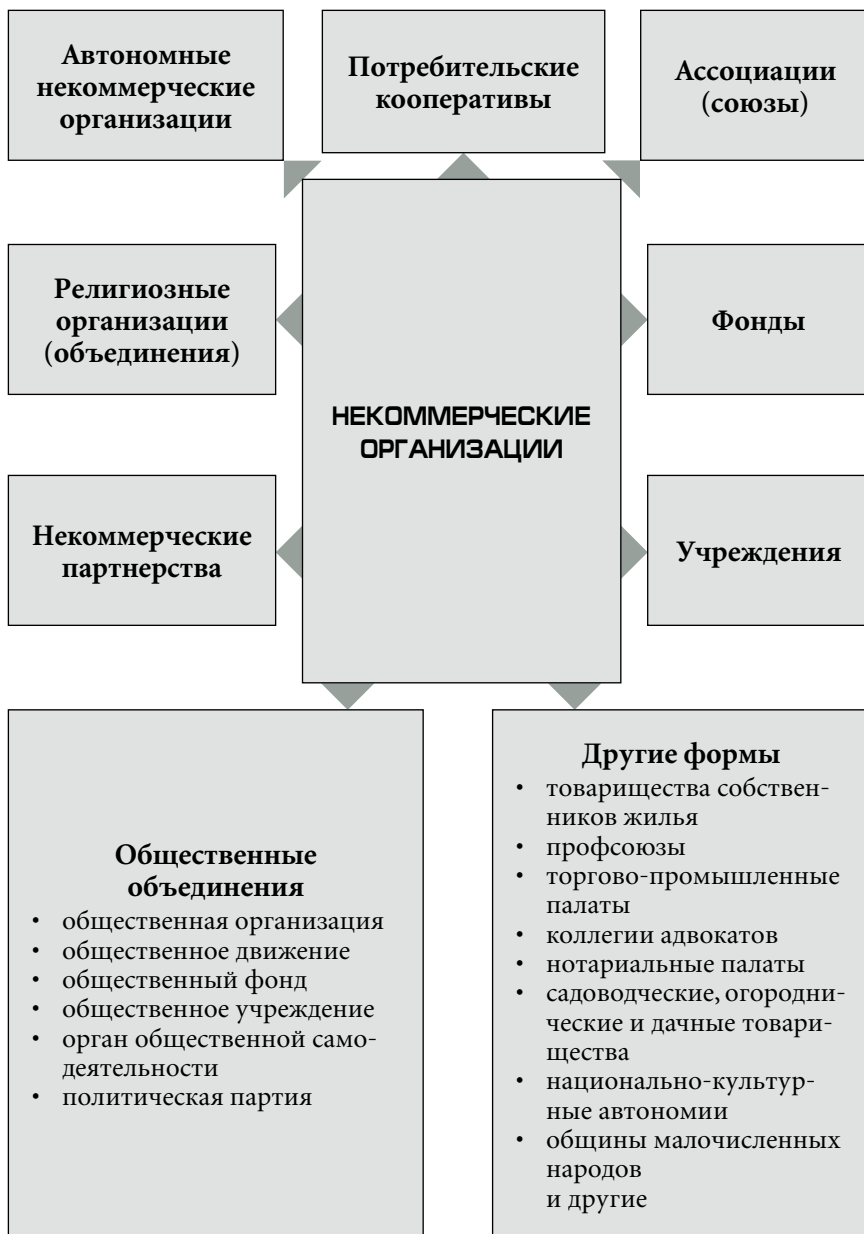 Автономные
некоммерческие
организации
Потребительские
кооперативы
Ассоциации
(союзы)
Религиозные
организации
(объединения)
Фонды
НЕКОММЕРЧЕСКИЕ
ОРГАНИЗАЦИИ
Некоммерческие
партнерства
Учреждения
Общественные
объединения
• общественная организация
• общественное движение
• общественный фонд
• общественное учреждение
• орган общественной само-
деятельности
• политическая партия
Другие формы
• товарищества собствен-
ников жилья
• профсоюзы
• торгово-промышленные
палаты
• коллегии адвокатов
• нотариальные палаты
• садоводческие, огородни-
ческие и дачные товари-
щества
• национально-культур-
ные автономии
• общины малочисленных
народов
и другие